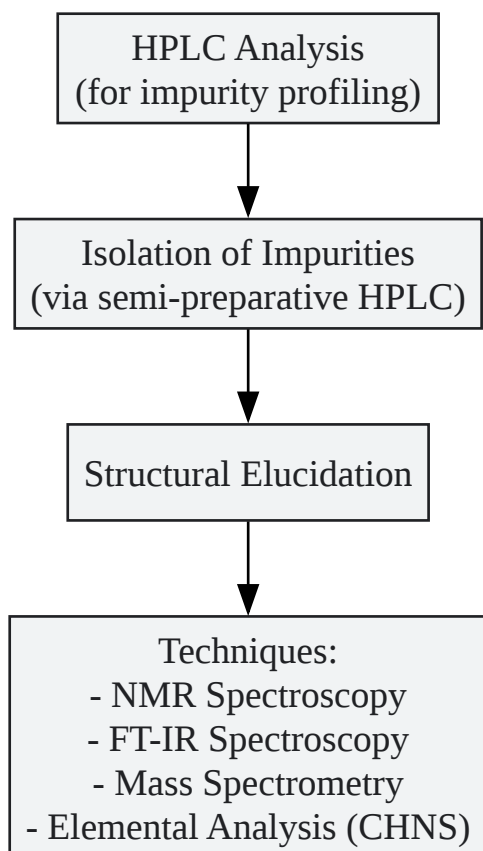 HPLC Analysis
(for impurity profiling)
Isolation of Impurities
(via semi-preparative HPLC)
Structural Elucidation
Techniques:
- NMR Spectroscopy
- FT-IR Spectroscopy
- Mass Spectrometry
- Elemental Analysis (CHNS)